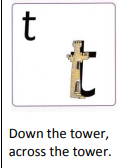 t
t
Down the tower,
across the tower.